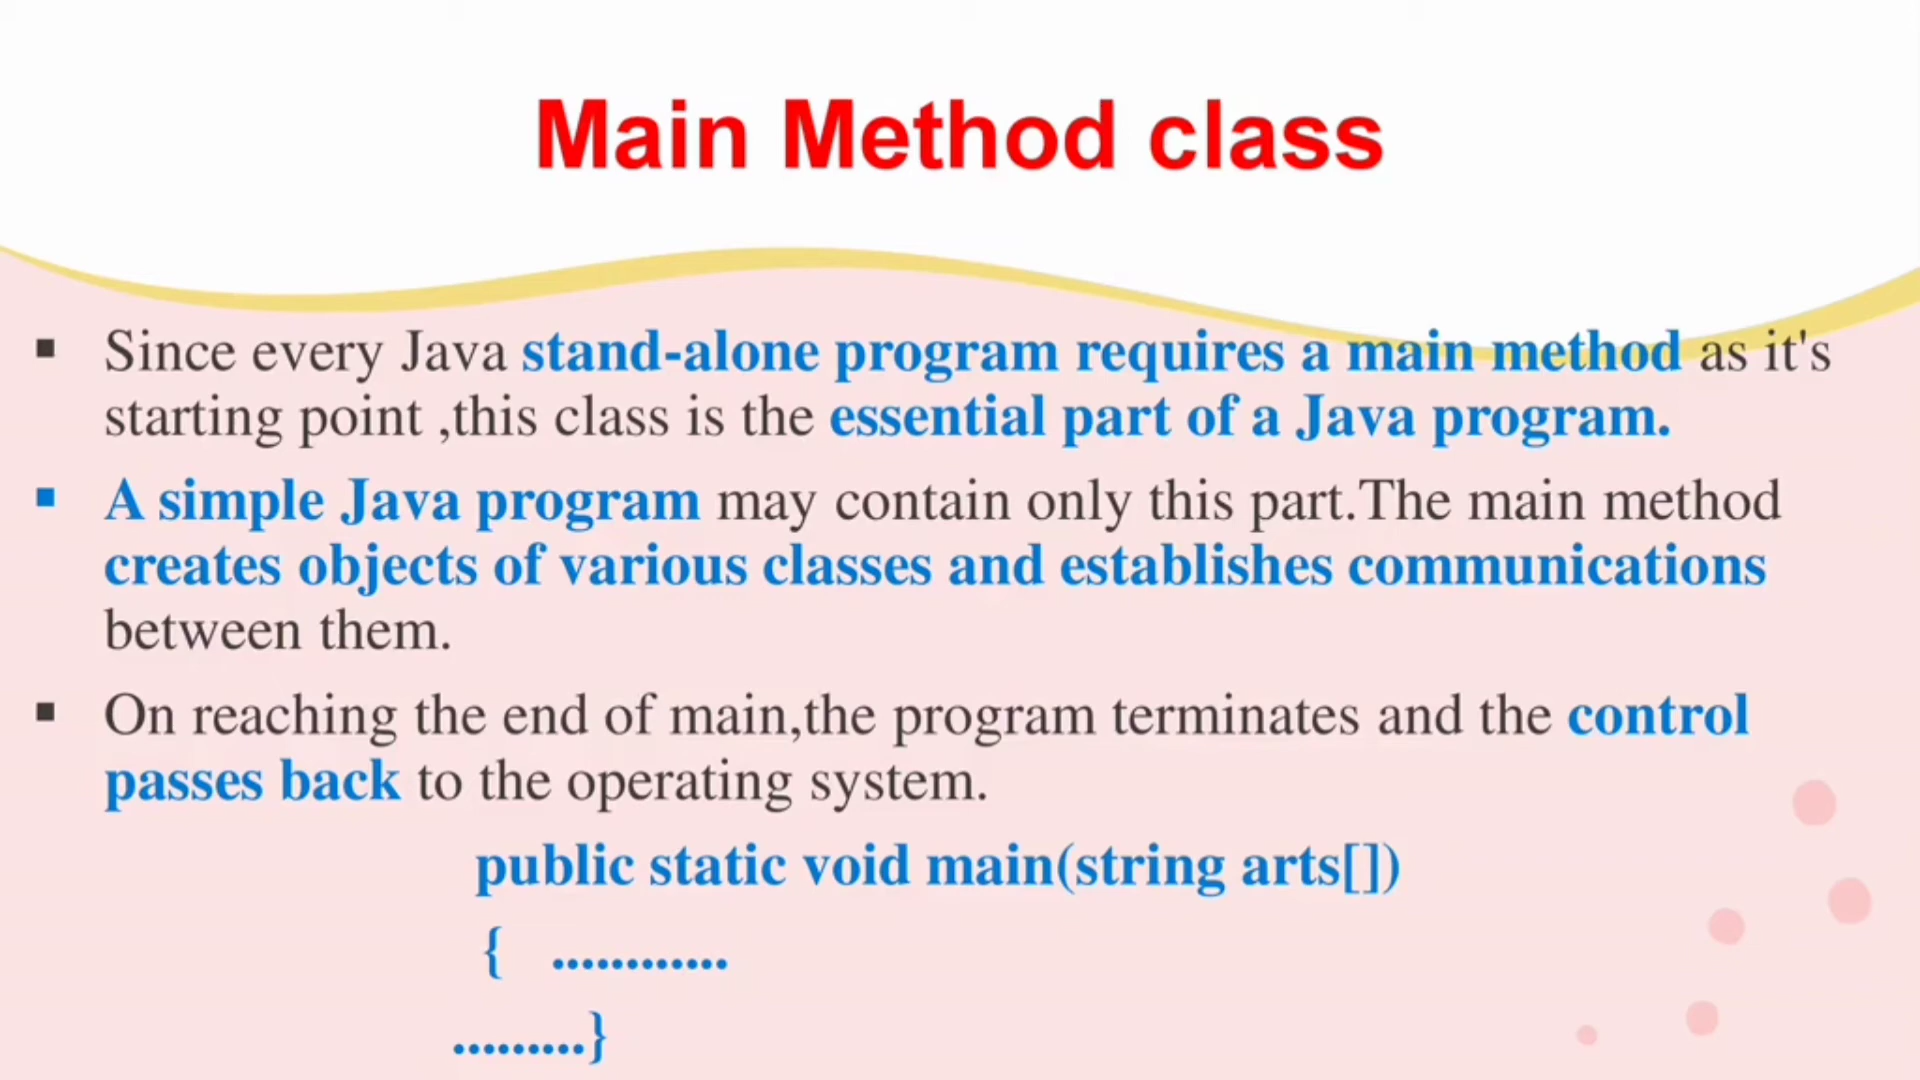 Main Method class
▪ Since every Java stand-alone program requires a main method as it's
starting point ,this class is the essential part of a Java program.
▪ A simple Java program may contain only this part.The main method
creates objects of various classes and establishes communications
between them.
▪ On reaching the end of main,the program terminates and the control
passes back to the operating system.
public static void main(string arts[])
{ ............
.........}